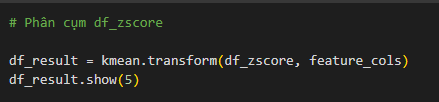 # Phân cụm df_zscore
df_result = kmean.transform(df_zscore, feature_cols)
df_result.show(5)